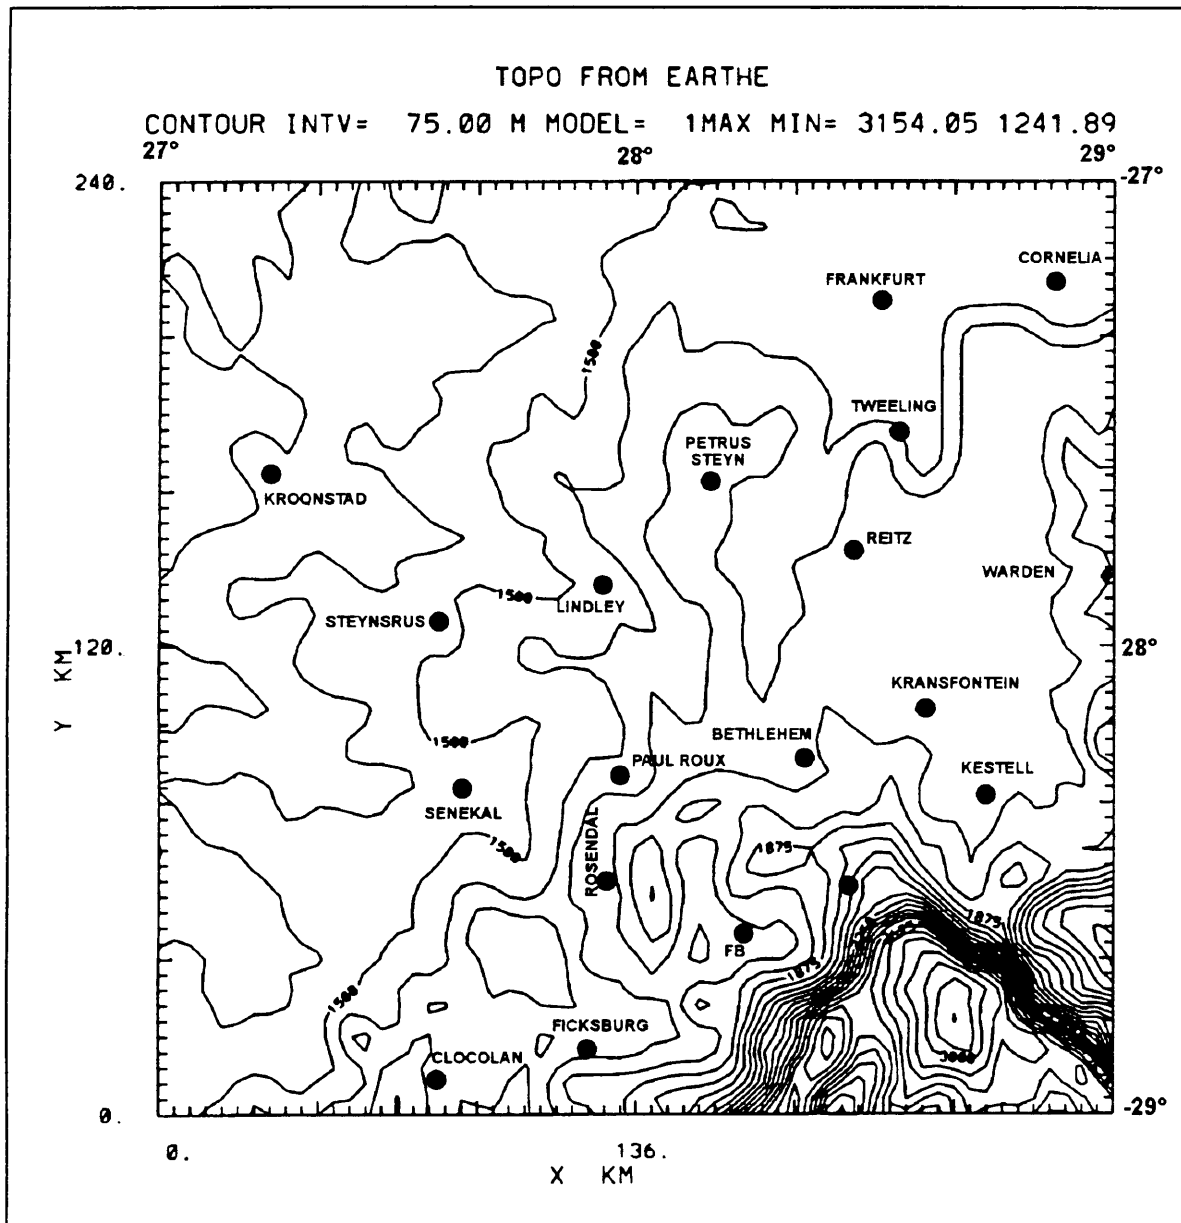 TOPO FROM EARTHE
CONTOUR INTV= 75.00 M MODEL= 1MAX MIN= 3154.05 1241.89
27° 28° 29°
240. -27°
CORNELIA
FRANKFURT
1500
TWEELING
PETRUS
STEYN
KROONSTAD
REITZ
WARDEN
1500
LINDLEY
STEYNSRUS
Y KM
120. 28°
KRANSFONTEIN
BETHLEHEM
1500
PAUL ROUX
KESTELL
SENEKAL
1500
ROSENDAL
1875
1875
FB
1875
1500
FICKSBURG
3000
CLOCOLAN
0. -29°
0. 136.
X KM